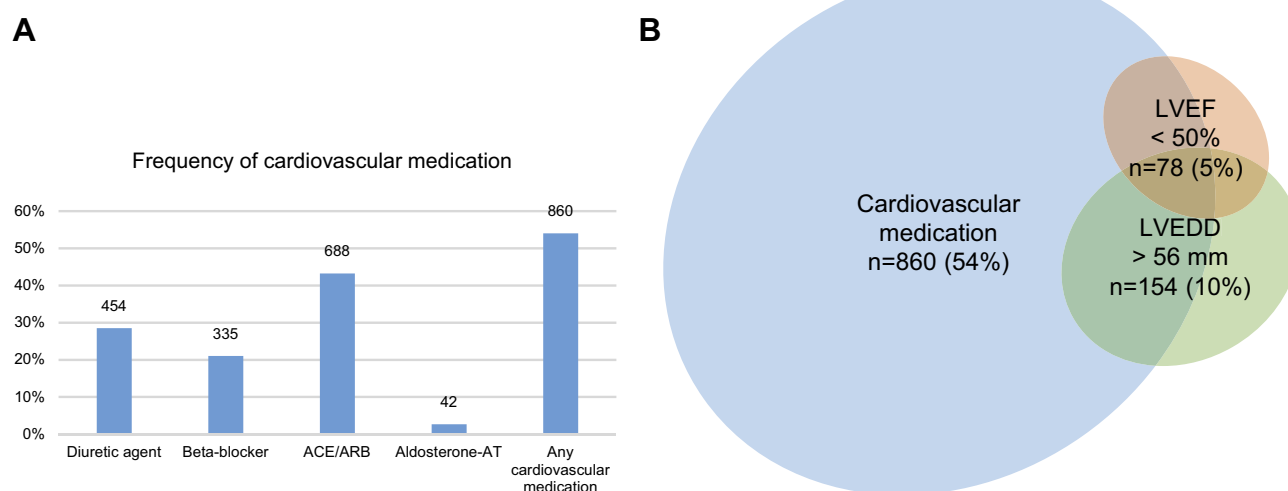 A
Frequency of cardiovascular medication
60%
50%
40%
30%
20%
10%
0%
454
335
688
42
860
Diuretic agent
Beta-blocker
ACE/ARB
Aldosterone-AT
Any
cardiovascular
medication
B
Cardiovascular
medication
n=860 (54%)
LVEF
< 50%
n=78 (5%)
LVEDD
> 56 mm
n=154 (10%)